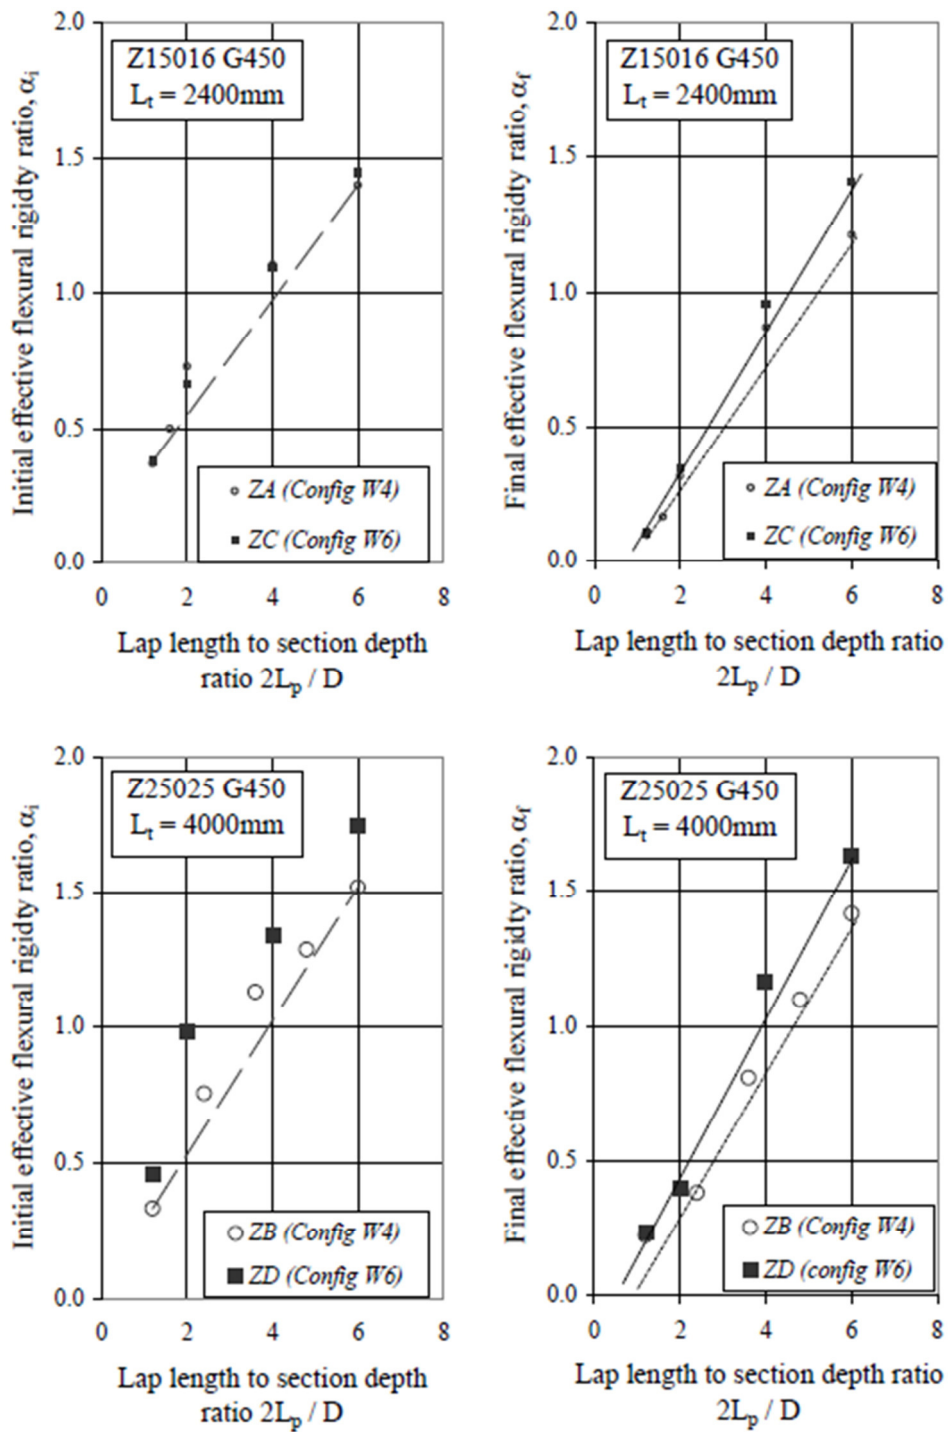 Initial effective flexural rigidty ratio, αi
2.0
1.5
1.0
0.5
0.0
Z15016 G450
Lt = 2400mm
ZA (Config W4)
ZC (Config W6)
0 2 4 6 8
Lap length to section depth
ratio 2Lp / D
Final effective flexural rigidty ratio, αf
2.0
1.5
1.0
0.5
0.0
Z15016 G450
Lt = 2400mm
ZA (Config W4)
ZC (Config W6)
0 2 4 6 8
Lap length to section depth ratio
2Lp / D
Initial effective flexural rigidty ratio, αi
2.0
1.5
1.0
0.5
0.0
Z25025 G450
Lt = 4000mm
ZB (Config W4)
ZD (Config W6)
0 2 4 6 8
Lap length to section depth
ratio 2Lp / D
Final effective flexural rigidty ratio, αf
2.0
1.5
1.0
0.5
0.0
Z25025 G450
Lt = 4000mm
ZB (Config W4)
ZD (config W6)
0 2 4 6 8
Lap length to section depth ratio
2Lp / D